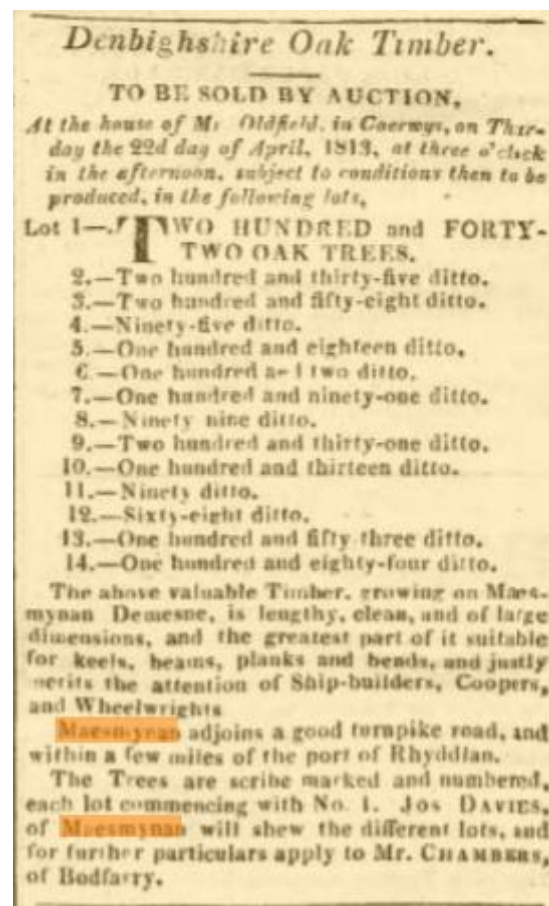 Denbighshire Oak Timber.
TO BE SOLD BY AUCTION,
At the house of Mr Oldfield, in Caerwys, on Thur-
day the 22d day of April, 1813, at three o'clock
in the afternoon, subject to conditions then to be
produced, in the following lots,
Lot 1—TWO HUNDRED and FORTY-
TWO OAK TREES.
2.—Two hundred and thirty-five ditto.
3.—Two hundred and fifty-eight ditto.
4.—Ninety-five ditto.
5.—One hundred and eighteen ditto.
6—One hundred and two ditto.
7.—One hundred and ninety-one ditto.
8.—Ninety nine ditto.
9.—Two hundred and thirty-one ditto.
10.—One hundred and thirteen ditto.
11.—Ninety ditto.
12.—Sixty-eight ditto.
13.—One hundred and fifty three ditto.
14.—One hundred and eighty-four ditto.
The above valuable Timber, growing on Maes-
mynan Demesne, is lengthy, clean, and of large
dimensions, and the greatest part of it suitable
for keels, beams, planks and bends, and justly
merits the attention of Ship-builders, Coopers,
and Wheelwrights
Maesmynan adjoins a good turnpike road, and
within a few miles of the port of Rhyddlan.
The Trees are scribe marked and numbered,
each lot commencing with No. 1. JOS DAVIES,
of Maesmynan will shew the different lots, and
for further particulars apply to Mr. CHAMBERS,
of Bodfarry.